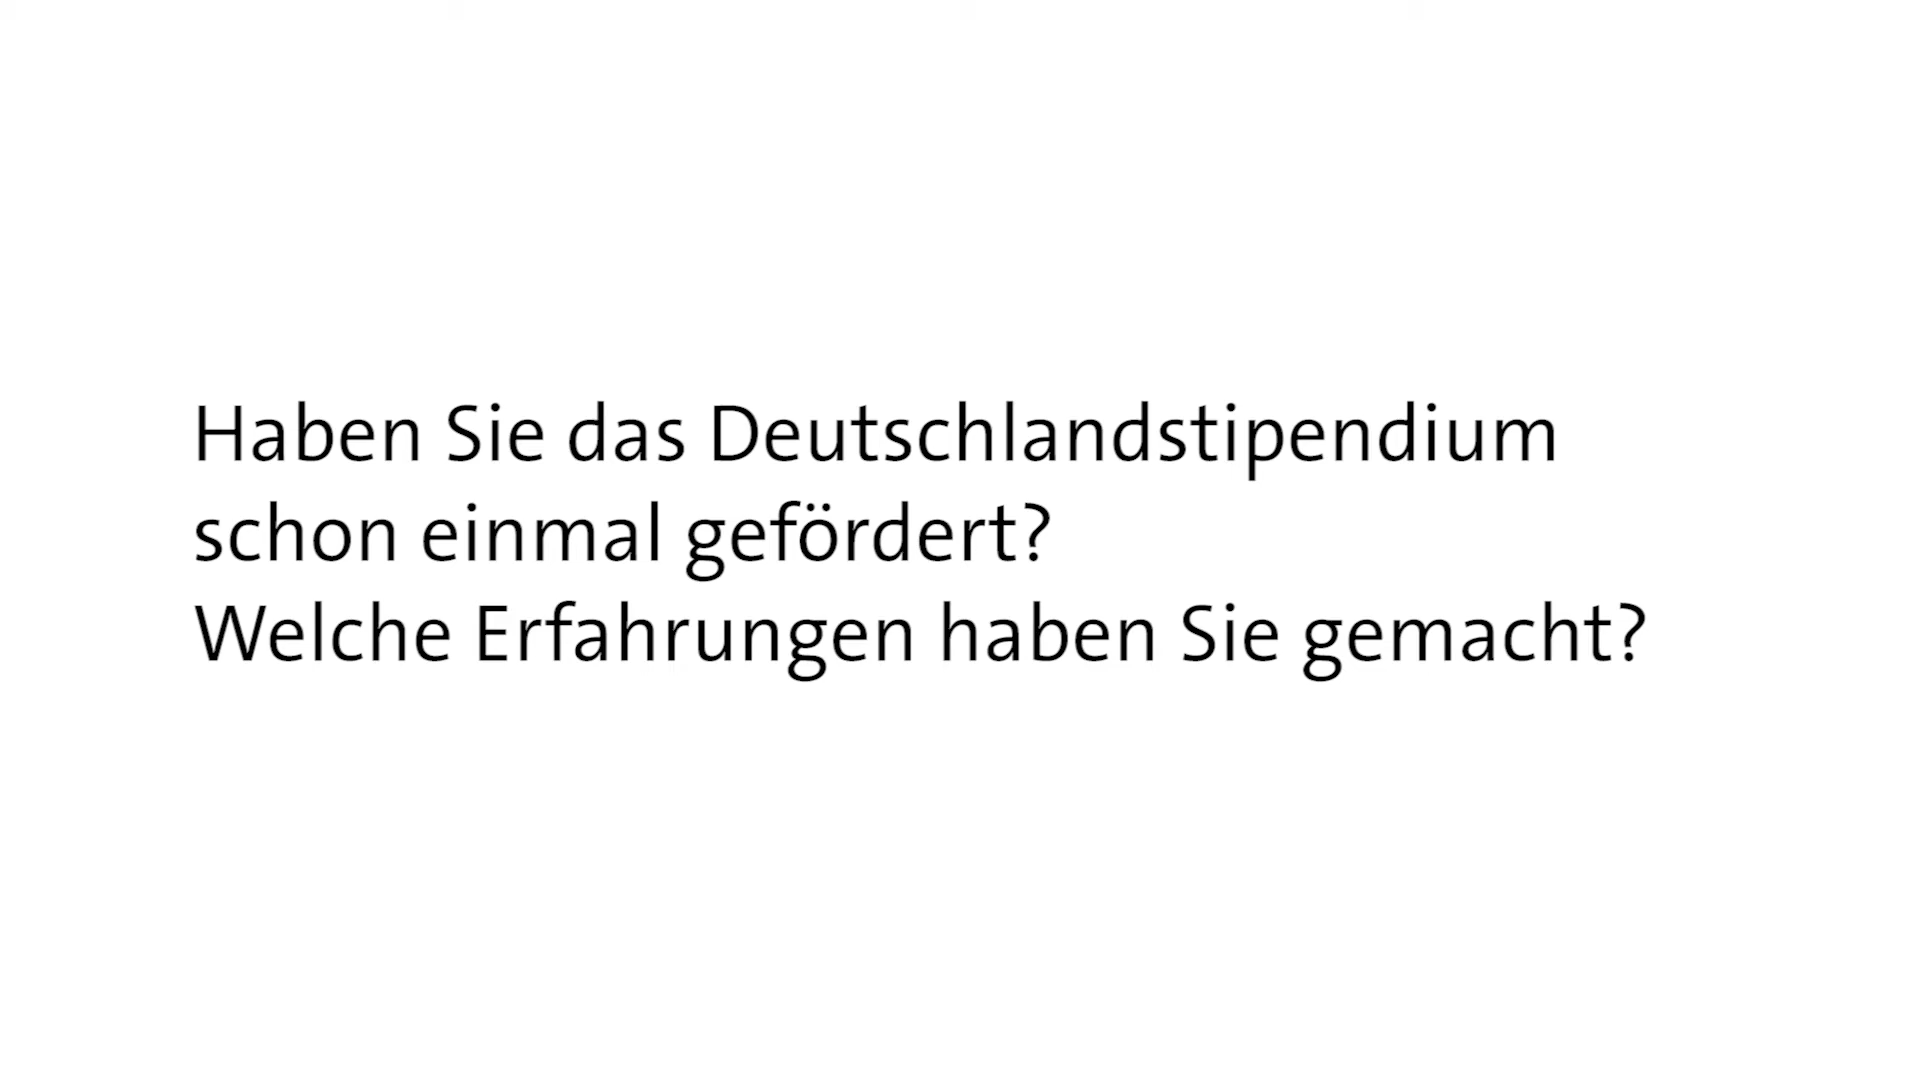 Haben Sie das Deutschlandstipendium
schon einmal gefördert?
Welche Erfahrungen haben Sie gemacht?